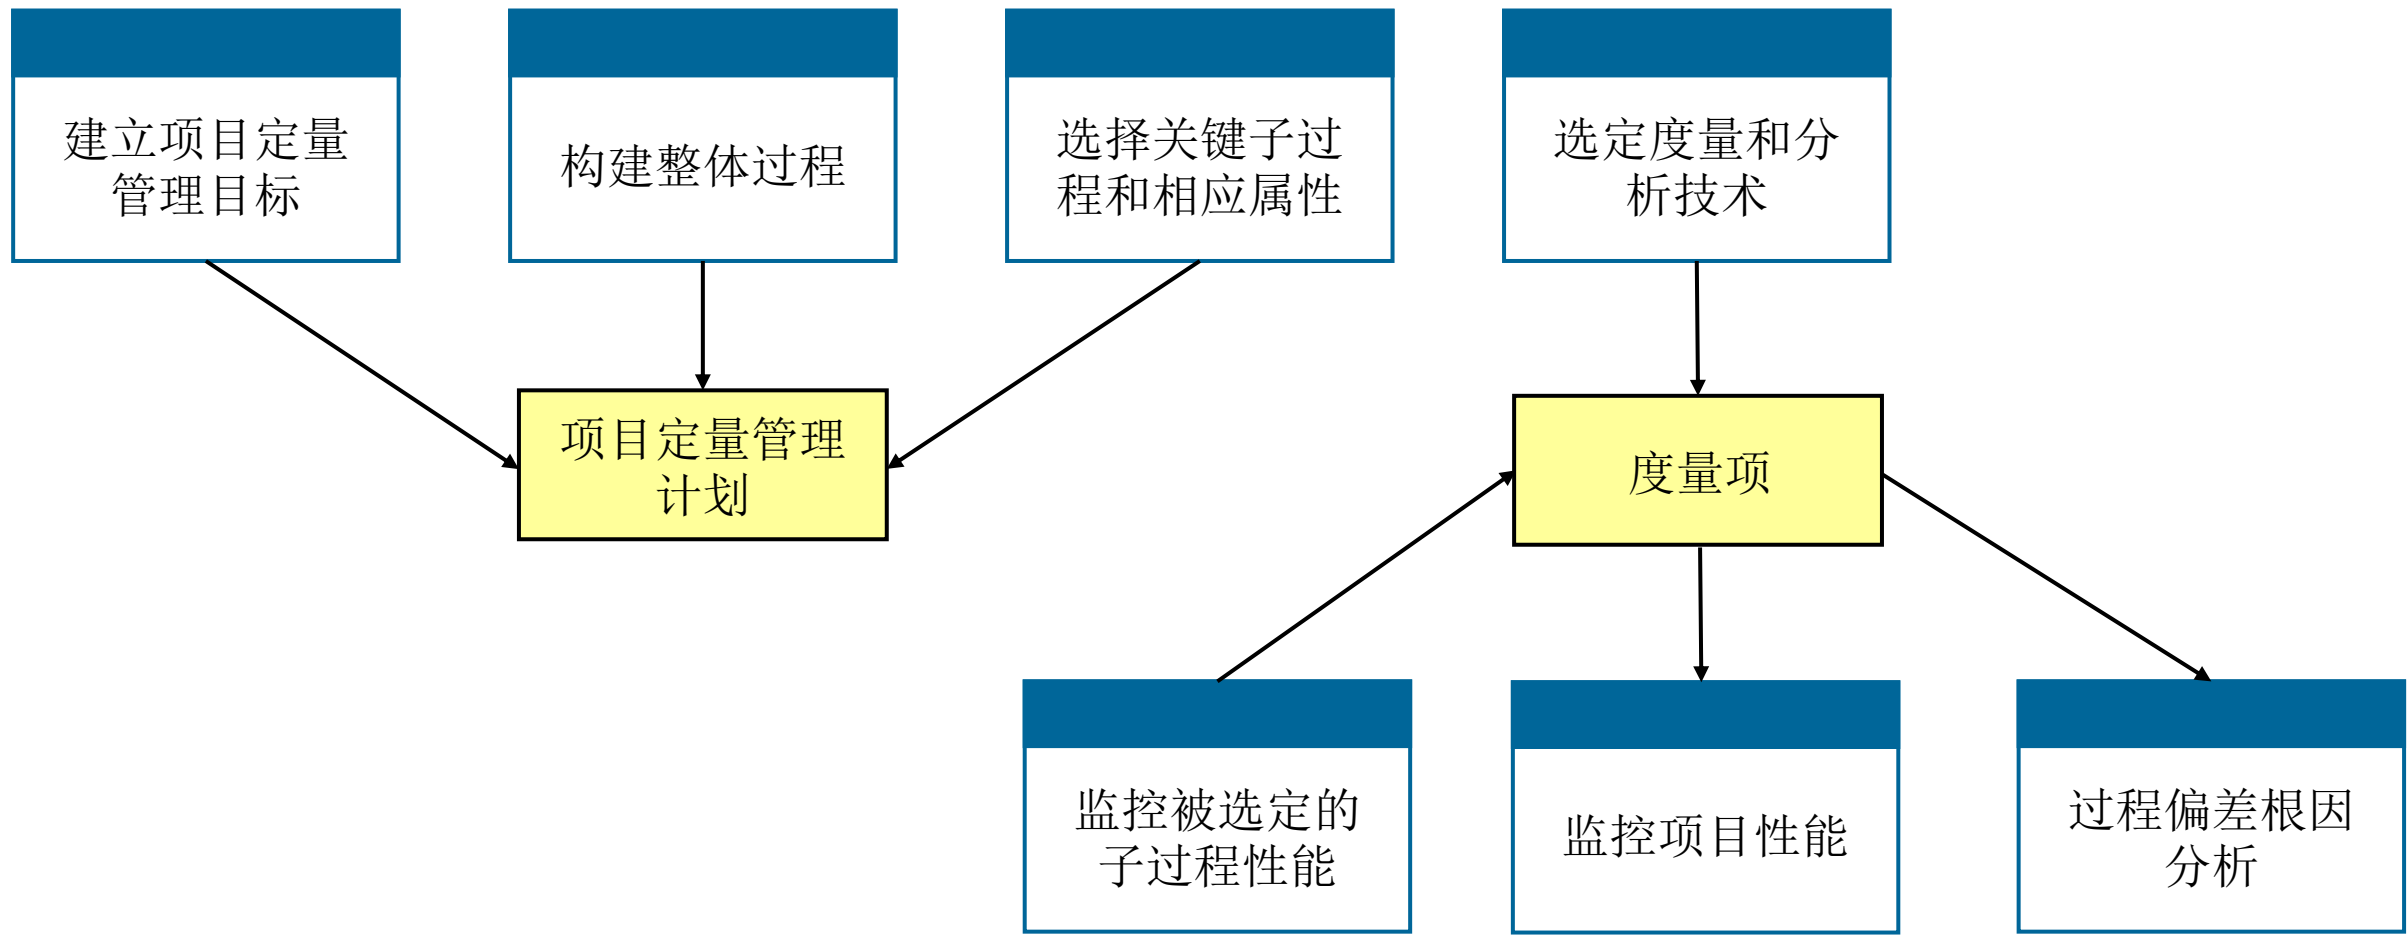 建立项目定量
管理目标
构建整体过程
选择关键子过
程和相应属性
选定度量和分
析技术
项目定量管理
计划
度量项
监控被选定的
子过程性能
监控项目性能
过程偏差根因
分析